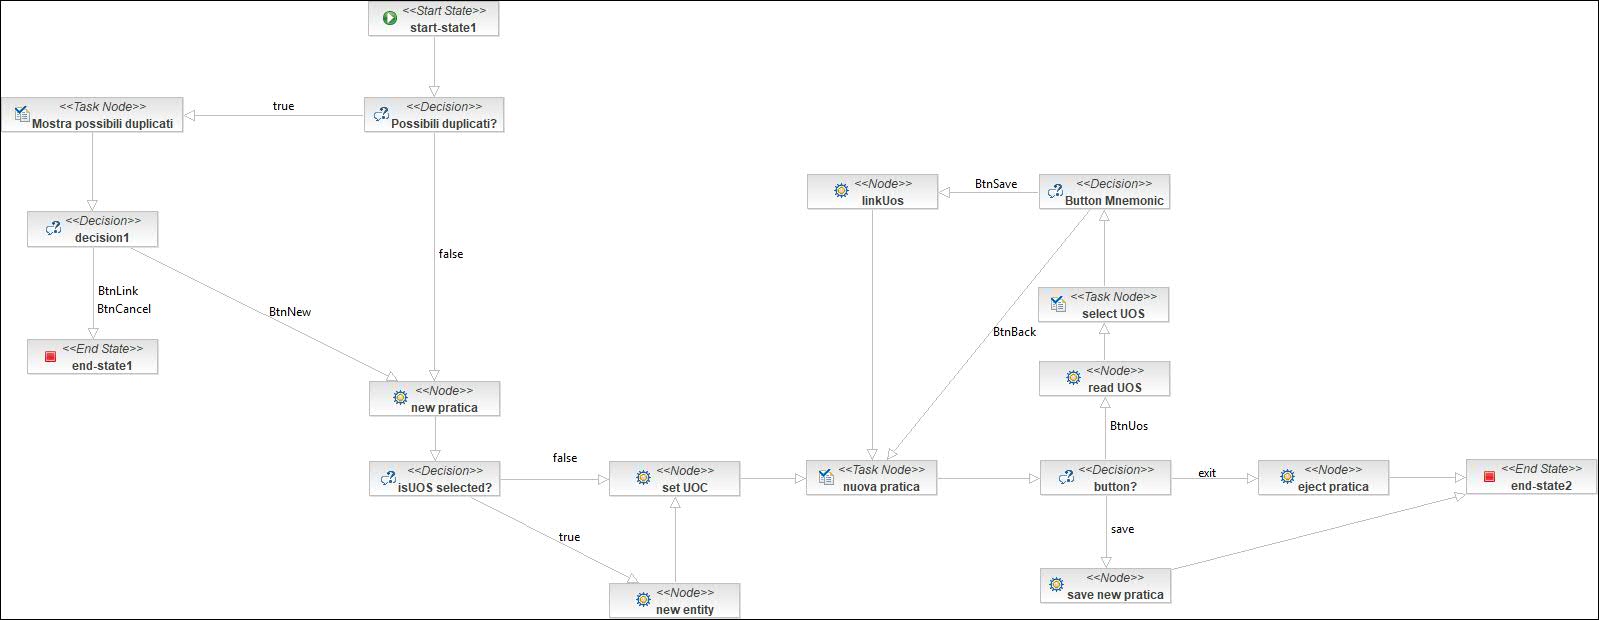 <<Start State>>
start-state1
<<Task Node>>
Mostra possibili duplicati
true
<<Decision>>
Possibili duplicati?
<<Node>>
linkUos
BtnSave
<<Decision>>
Button Mnemonic
<<Decision>>
decision1
false
BtnLink
BtnCancel
BtnNew
<<Task Node>>
select UOS
BtnBack
<<End State>>
end-state1
<<Node>>
read UOS
<<Node>>
new pratica
BtnUos
<<Decision>>
isUOS selected?
false
<<Node>>
set UOC
<<Task Node>>
nuova pratica
<<Decision>>
button?
exit
<<Node>>
eject pratica
<<End State>>
end-state2
true
save
<<Node>>
new entity
<<Node>>
save new pratica